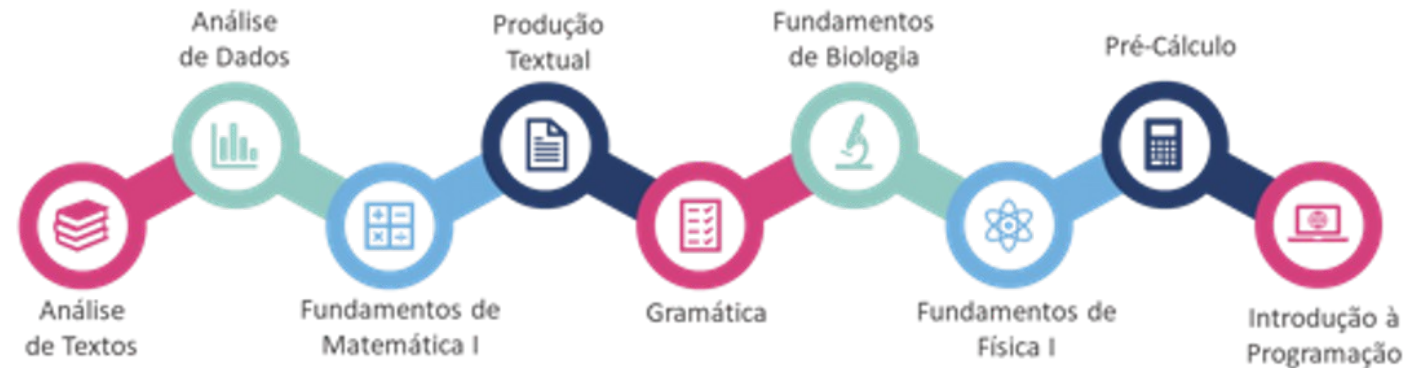 Análise
de Textos
Análise
de Dados
Fundamentos de
Matemática I
Produção
Textual
Gramática
Fundamentos
de Biologia
Fundamentos de
Física I
Pré-Cálculo
Introdução à
Programação